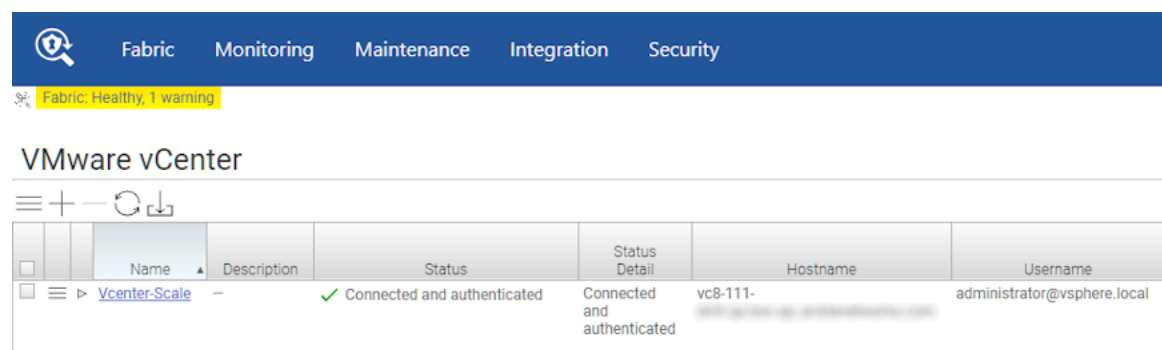 Fabric Monitoring Maintenance Integration Security
Fabric: Healthy, 1 warning
VMware vCenter
Name Description Status Status Detail Hostname Username
Vcenter-Scale – Connected and authenticated Connected and authenticated vc8-111- administrator@vsphere.local